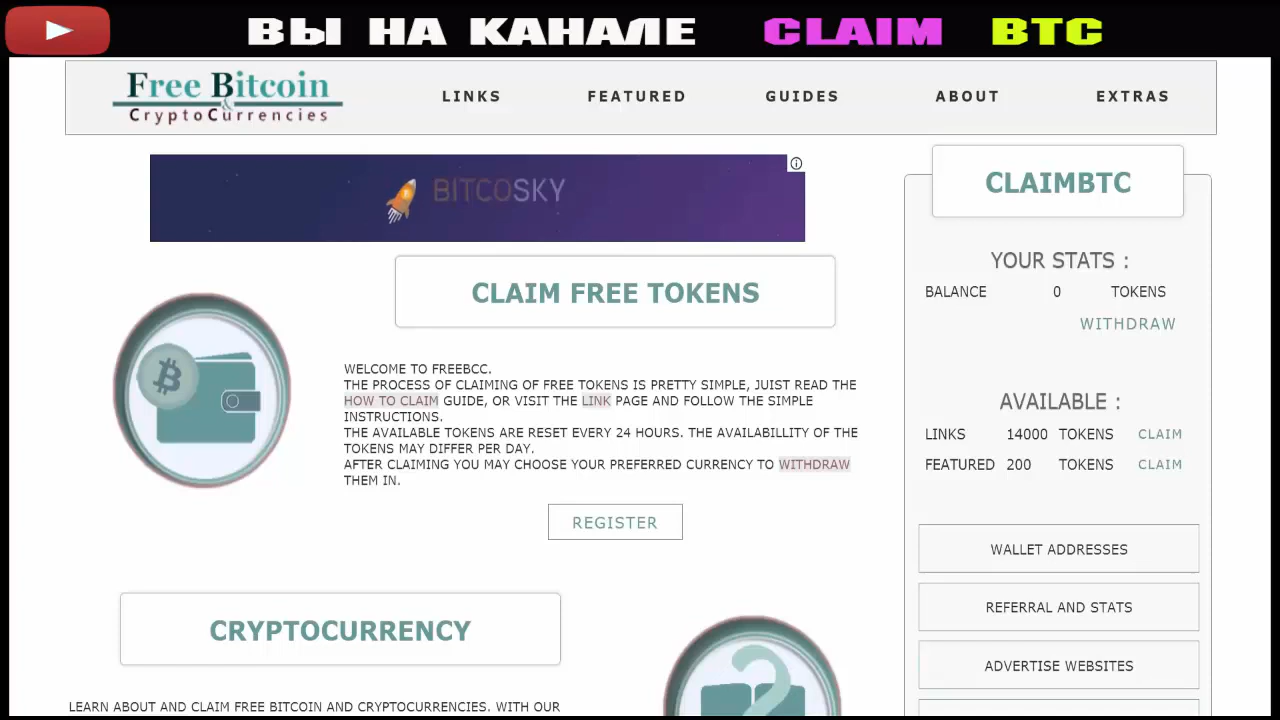 ВЫ НА КАНАЛЕ CLAIM BTC
Free Bitcoin
&
CryptoCurrencies
LINKS FEATURED GUIDES ABOUT EXTRAS
BITCOSKY
CLAIM FREE TOKENS
WELCOME TO FREEBCC.
THE PROCESS OF CLAIMING OF FREE TOKENS IS PRETTY SIMPLE, JUIST READ THE
HOW TO CLAIM GUIDE, OR VISIT THE LINK PAGE AND FOLLOW THE SIMPLE
INSTRUCTIONS.
THE AVAILABLE TOKENS ARE RESET EVERY 24 HOURS. THE AVAILABILLITY OF THE
TOKENS MAY DIFFER PER DAY.
AFTER CLAIMING YOU MAY CHOOSE YOUR PREFERRED CURRENCY TO WITHDRAW
THEM IN.
REGISTER
CRYPTOCURRENCY
LEARN ABOUT AND CLAIM FREE BITCOIN AND CRYPTOCURRENCIES. WITH OUR
CLAIMBTC
YOUR STATS :
BALANCE 0 TOKENS
WITHDRAW
AVAILABLE :
LINKS 14000 TOKENS CLAIM
FEATURED 200 TOKENS CLAIM
WALLET ADDRESSES
REFERRAL AND STATS
ADVERTISE WEBSITES